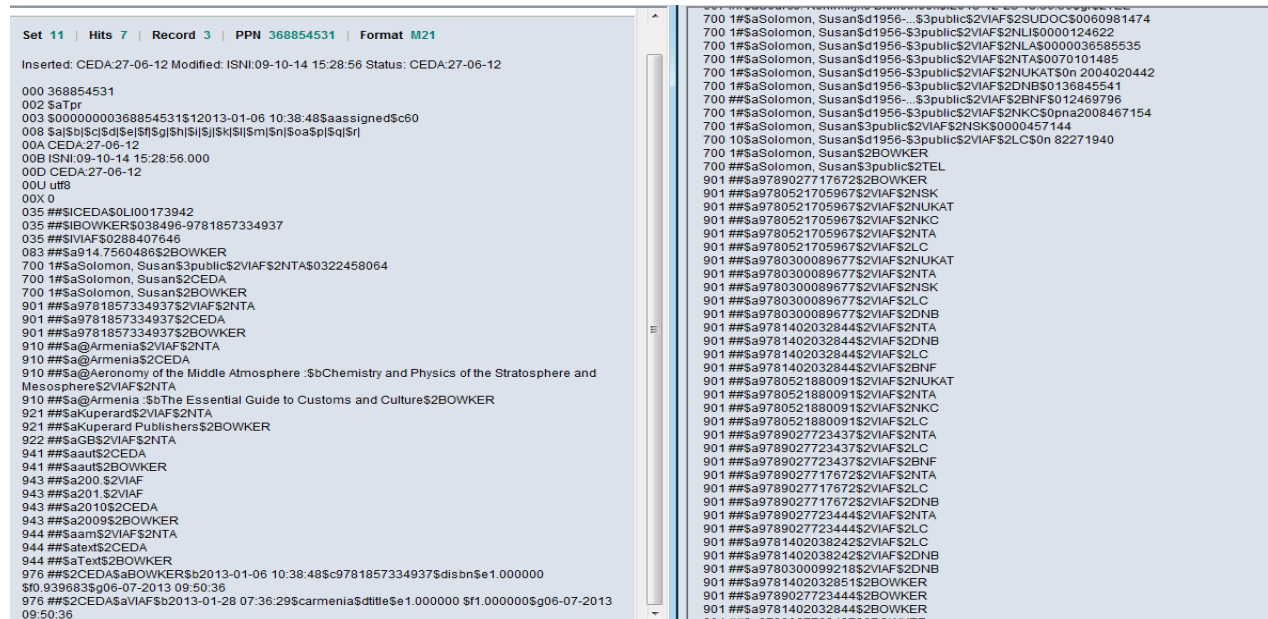 Set 11 | Hits 7 | Record 3 | PPN 368854531 | Format M21
Inserted: CEDA:27-06-12 Modified: ISNI:09-10-14 15:28:56 Status: CEDA:27-06-12
000 368854531
002 $aTpr
003 $00000000368854531$12013-01-06 10:38:48$aassigned$c60
008 $a|$b|$c|$d|$e|$f|$g|$h|$i|$j|$k|$l|$m|$n|$oa$p|$q|$r|
00A CEDA:27-06-12
00B ISNI:09-10-14 15:28:56.000
00D CEDA:27-06-12
00U utf8
00X 0
035 ##$ICEDA$0LI00173942
035 ##$IBOWKER$038496-9781857334937
035 ##$IVIAF$0288407646
083 ##$a914.7560486$2BOWKER
700 1#$aSolomon, Susan$3public$2VIAF$2NTA$0322458064
700 1#$aSolomon, Susan$2CEDA
700 1#$aSolomon, Susan$2BOWKER
901 ##$a9781857334937$2VIAF$2NTA
901 ##$a9781857334937$2CEDA
901 ##$a9781857334937$2BOWKER
910 ##$a@Armenia$2VIAF$2NTA
910 ##$a@Armenia$2CEDA
910 ##$a@Aeronomy of the Middle Atmosphere :$bChemistry and Physics of the Stratosphere and
Mesosphere$2VIAF$2NTA
910 ##$a@Armenia :$bThe Essential Guide to Customs and Culture$2BOWKER
921 ##$aKuperard$2VIAF$2NTA
921 ##$aKuperard Publishers$2BOWKER
922 ##$aGB$2VIAF$2NTA
941 ##$aaut$2CEDA
941 ##$aaut$2BOWKER
943 ##$a200.$2VIAF
943 ##$a201.$2VIAF
943 ##$a2010$2CEDA
943 ##$a2009$2BOWKER
944 ##$aam$2VIAF$2NTA
944 ##$atext$2CEDA
944 ##$aText$2BOWKER
976 ##$2CEDA$aBOWKER$b2013-01-06 10:38:48$c9781857334937$disbn$e1.000000
$f0.939683$g06-07-2013 09:50:36
976 ##$2CEDA$aVIAF$b2013-01-28 07:36:29$carmenia$dtitle$e1.000000 $f1.000000$g06-07-2013
09:50:36
700 1#$aSolomon, Susan$d1956-...$3public$2VIAF$2SUDOC$0060981474
700 1#$aSolomon, Susan$d1956-$3public$2VIAF$2NLI$0000124622
700 1#$aSolomon, Susan$d1956-$3public$2VIAF$2NLA$0000036585535
700 1#$aSolomon, Susan$d1956-$3public$2VIAF$2NTA$0070101485
700 1#$aSolomon, Susan$d1956-$3public$2VIAF$2NUKAT$0n 2004020442
700 1#$aSolomon, Susan$d1956-$3public$2VIAF$2DNB$0136845541
700 ##$aSolomon, Susan$d1956-...$3public$2VIAF$2BNF$012469796
700 1#$aSolomon, Susan$d1956-$3public$2VIAF$2NKC$0pna2008467154
700 1#$aSolomon, Susan$3public$2VIAF$2NSK$0000457144
700 10$aSolomon, Susan$d1956-$3public$2VIAF$2LC$0n 82271940
700 1#$aSolomon, Susan$2BOWKER
700 ##$aSolomon, Susan$3public$2TEL
901 ##$a9789027717672$2BOWKER
901 ##$a9780521705967$2VIAF$2NSK
901 ##$a9780521705967$2VIAF$2NUKAT
901 ##$a9780521705967$2VIAF$2NKC
901 ##$a9780521705967$2VIAF$2NTA
901 ##$a9780521705967$2VIAF$2LC
901 ##$a9780300089677$2VIAF$2NUKAT
901 ##$a9780300089677$2VIAF$2NTA
901 ##$a9780300089677$2VIAF$2NSK
901 ##$a9780300089677$2VIAF$2LC
901 ##$a9780300089677$2VIAF$2DNB
901 ##$a9781402032844$2VIAF$2NTA
901 ##$a9781402032844$2VIAF$2DNB
901 ##$a9781402032844$2VIAF$2LC
901 ##$a9781402032844$2VIAF$2BNF
901 ##$a9780521880091$2VIAF$2NUKAT
901 ##$a9780521880091$2VIAF$2NTA
901 ##$a9780521880091$2VIAF$2NKC
901 ##$a9780521880091$2VIAF$2LC
901 ##$a9789027723437$2VIAF$2NTA
901 ##$a9789027723437$2VIAF$2LC
901 ##$a9789027723437$2VIAF$2BNF
901 ##$a9789027717672$2VIAF$2NTA
901 ##$a9789027717672$2VIAF$2LC
901 ##$a9789027717672$2VIAF$2DNB
901 ##$a9789027723444$2VIAF$2NTA
901 ##$a9789027723444$2VIAF$2LC
901 ##$a9781402038242$2VIAF$2LC
901 ##$a9781402038242$2VIAF$2DNB
901 ##$a9780300099218$2VIAF$2DNB
901 ##$a9781402032851$2BOWKER
901 ##$a9789027723444$2BOWKER
901 ##$a9781402032844$2BOWKER